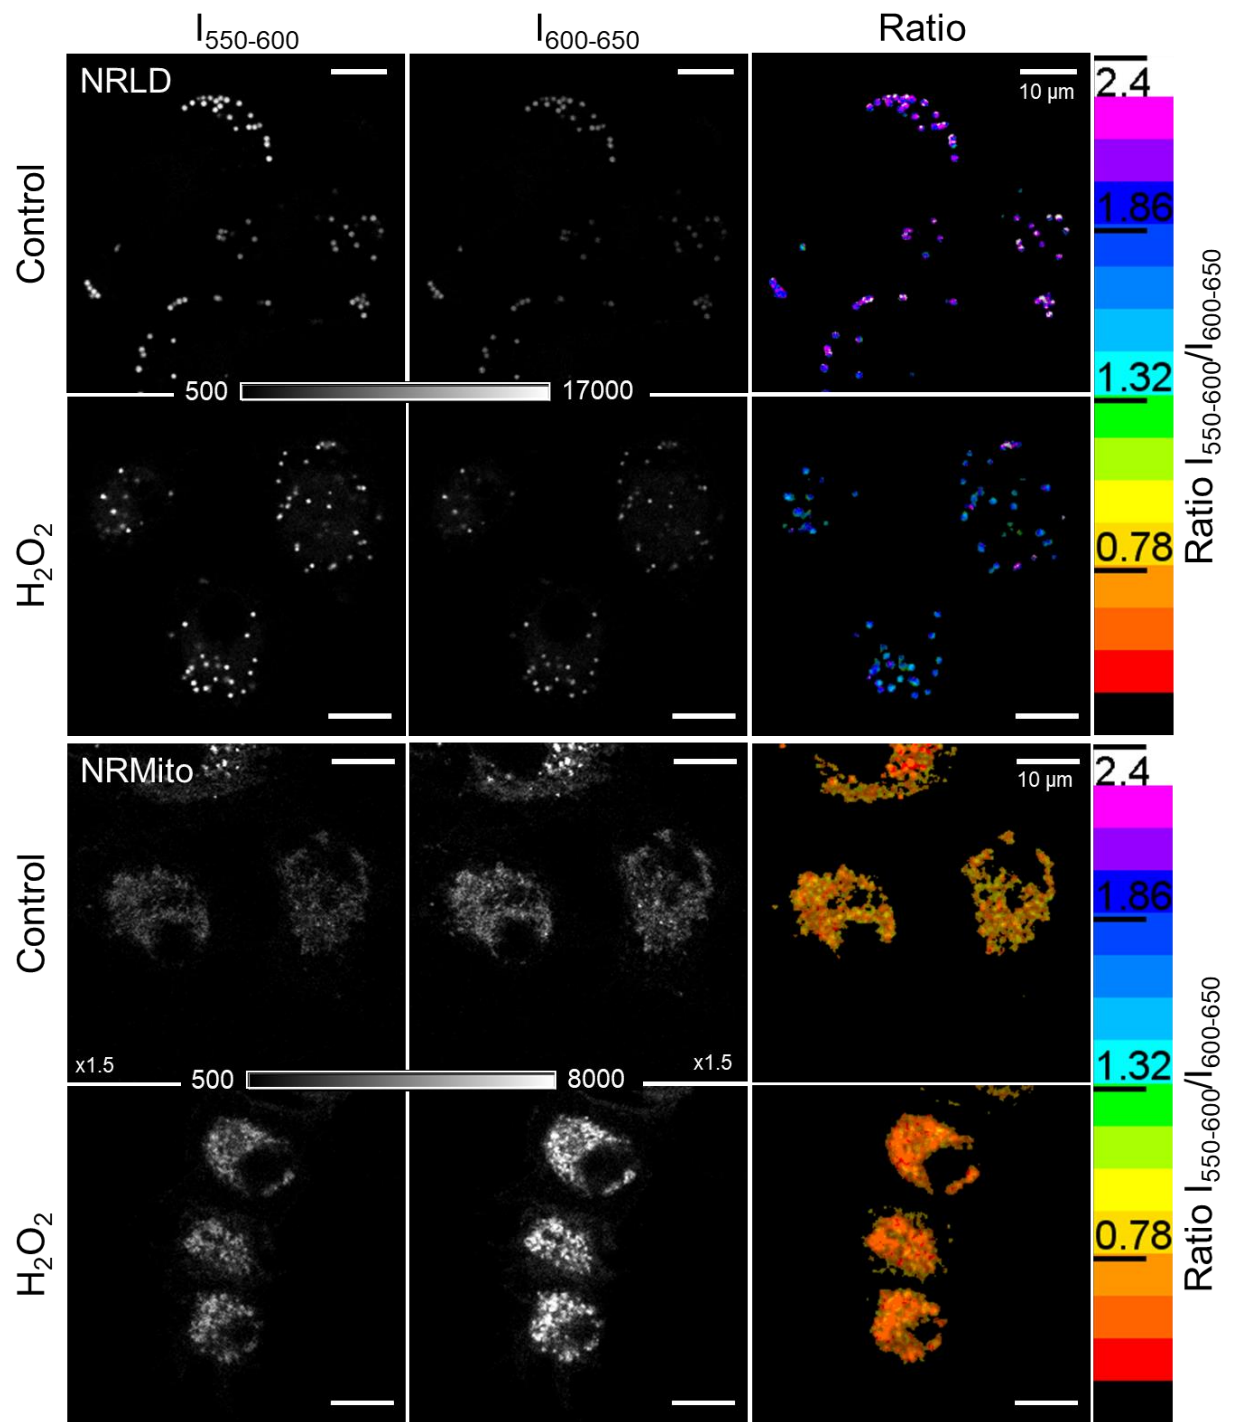 I550-600 I600-650 Ratio
NRLD
10 µm
2.4
1.86
1.32
0.78
Ratio I550-600/I600-650
Control
500 17000
H2O2
NRMito
10 µm
2.4
1.86
1.32
0.78
Ratio I550-600/I600-650
Control
x1.5 x1.5
500 8000
H2O2